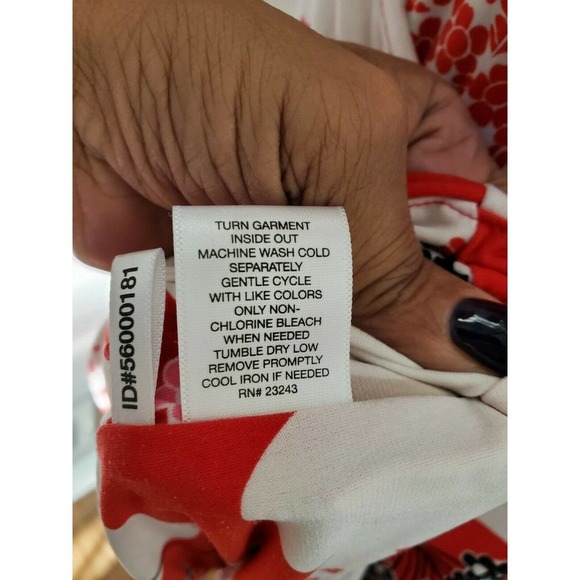 TURN GARMENT
INSIDE OUT
MACHINE WASH COLD
SEPARATELY
GENTLE CYCLE
WITH LIKE COLORS
ONLY NON-
CHLORINE BLEACH
WHEN NEEDED
TUMBLE DRY LOW
REMOVE PROMPTLY
COOL IRON IF NEEDED
RN# 23243
ID#56000181